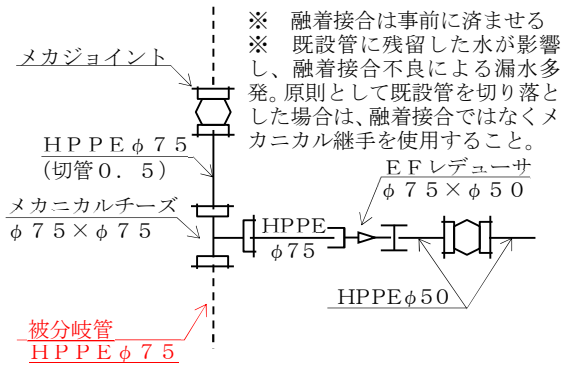 ※ 融着接合は事前に済ませる
※ 既設管に残留した水が影響
し、融着接合不良による漏水多
発。原則として既設管を切り落と
した場合は、融着接合ではなくメ
カニカル継手を使用すること。
メカジョイント
HPPEφ75
(切管0.5)
EFレデューサ
φ75×φ50
メカニカルチーズ
φ75×φ75
HPPE
φ75
HPPEφ50
被分岐管
HPPEφ75